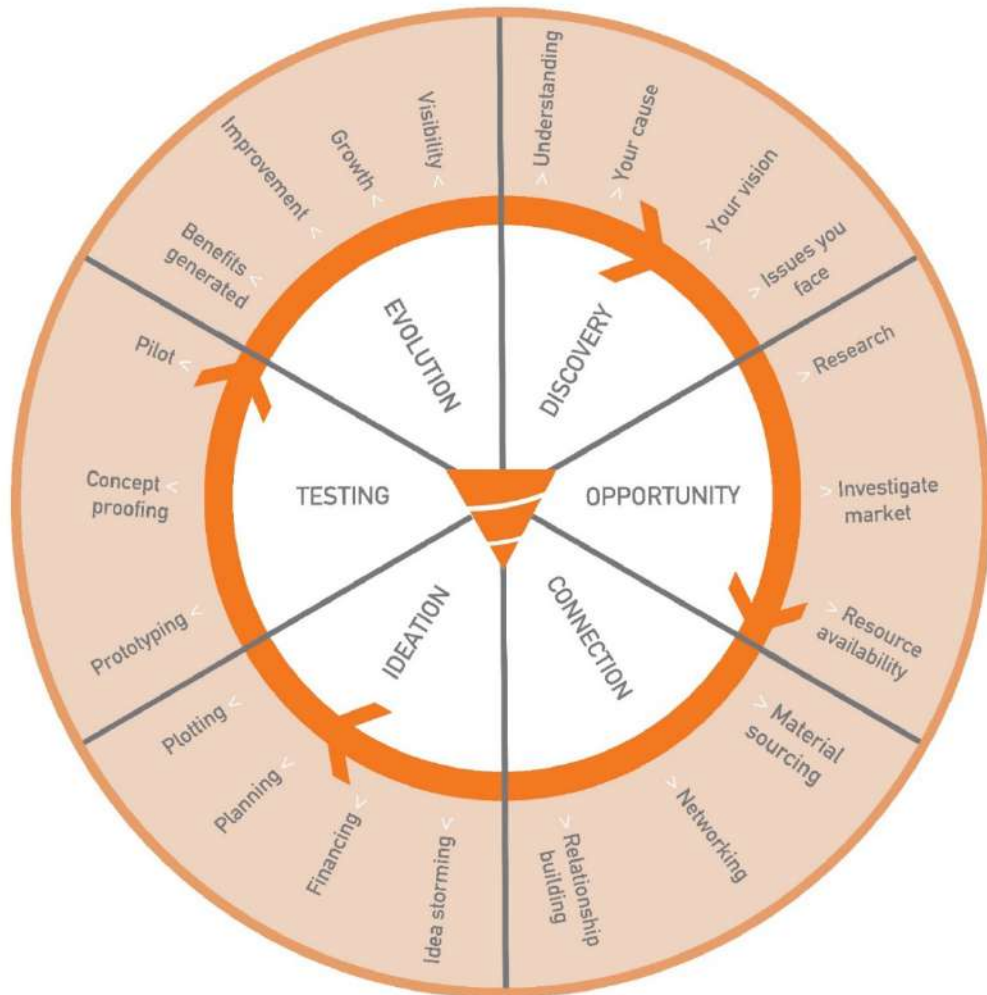 DISCOVERY
Understanding
Your cause
Your vision
Issues you
face
OPPORTUNITY
Research
Investigate
market
Resource
availability
CONNECTION
Material
sourcing
Networking
Relationship
building
IDEATION
Idea storming
Financing
Planning
Plotting
TESTING
Prototyping
Concept
proofing
Pilot
EVOLUTION
Benefits
generated
Improvement
Growth
Visibility